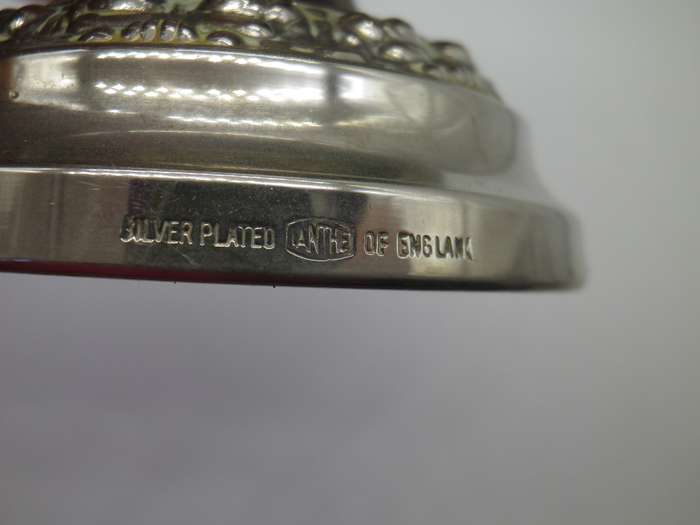 SILVER PLATED IANTHE OF ENGLAND